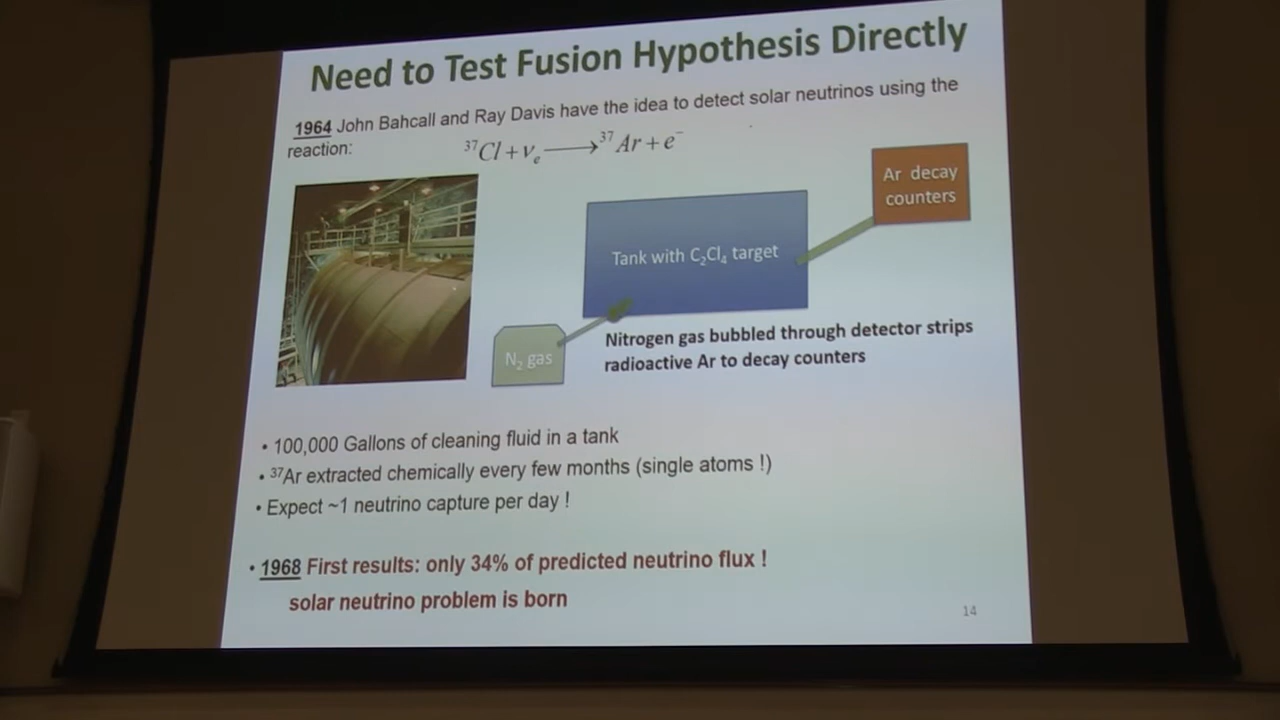 Need to Test Fusion Hypothesis Directly
1964 John Bahcall and Ray Davis have the idea to detect solar neutrinos using the
reaction:
³⁷Cl + νₑ ⟶ ³⁷Ar + e⁻
Ar decay
counters
Tank with C₂Cl₄ target
N₂ gas
Nitrogen gas bubbled through detector strips
radioactive Ar to decay counters
• 100,000 Gallons of cleaning fluid in a tank
• ³⁷Ar extracted chemically every few months (single atoms !)
• Expect ~1 neutrino capture per day !
• 1968 First results: only 34% of predicted neutrino flux !
solar neutrino problem is born
14